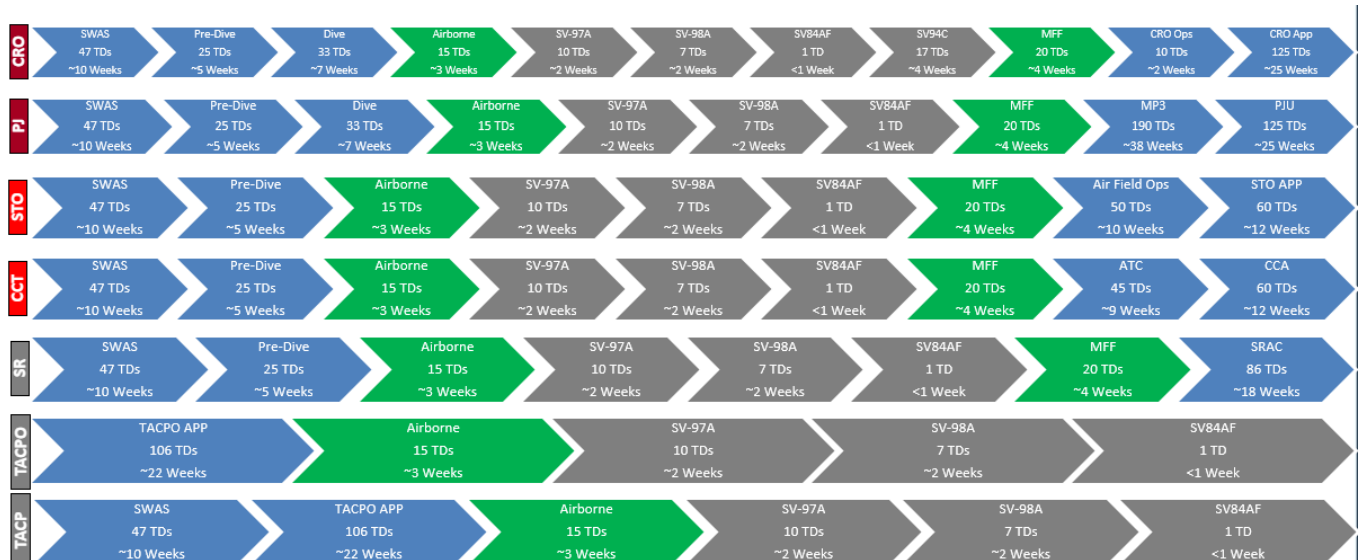 CRO
SWAS
47 TDs
~10 Weeks
Pre-Dive
25 TDs
~5 Weeks
Dive
33 TDs
~7 Weeks
Airborne
15 TDs
~3 Weeks
SV-97A
10 TDs
~2 Weeks
SV-98A
7 TDs
~2 Weeks
SV84AF
1 TD
<1 Week
SV94C
17 TDs
~4 Weeks
MFF
20 TDs
~4 Weeks
CRO Ops
10 TDs
~2 Weeks
CRO App
125 TDs
~25 Weeks
PJ
SWAS
47 TDs
~10 Weeks
Pre-Dive
25 TDs
~5 Weeks
Dive
33 TDs
~7 Weeks
Airborne
15 TDs
~3 Weeks
SV-97A
10 TDs
~2 Weeks
SV-98A
7 TDs
~2 Weeks
SV84AF
1 TD
<1 Week
MFF
20 TDs
~4 Weeks
MP3
190 TDs
~38 Weeks
PJU
125 TDs
~25 Weeks
STO
SWAS
47 TDs
~10 Weeks
Pre-Dive
25 TDs
~5 Weeks
Airborne
15 TDs
~3 Weeks
SV-97A
10 TDs
~2 Weeks
SV-98A
7 TDs
~2 Weeks
SV84AF
1 TD
<1 Week
MFF
20 TDs
~4 Weeks
Air Field Ops
50 TDs
~10 Weeks
STO APP
60 TDs
~12 Weeks
CCT
SWAS
47 TDs
~10 Weeks
Pre-Dive
25 TDs
~5 Weeks
Airborne
15 TDs
~3 Weeks
SV-97A
10 TDs
~2 Weeks
SV-98A
7 TDs
~2 Weeks
SV84AF
1 TD
<1 Week
MFF
20 TDs
~4 Weeks
ATC
45 TDs
~9 Weeks
CCA
60 TDs
~12 Weeks
SR
SWAS
47 TDs
~10 Weeks
Pre-Dive
25 TDs
~5 Weeks
Airborne
15 TDs
~3 Weeks
SV-97A
10 TDs
~2 Weeks
SV-98A
7 TDs
~2 Weeks
SV84AF
1 TD
<1 Week
MFF
20 TDs
~4 Weeks
SRAC
86 TDs
~18 Weeks
TACPO
TACPO APP
106 TDs
~22 Weeks
Airborne
15 TDs
~3 Weeks
SV-97A
10 TDs
~2 Weeks
SV-98A
7 TDs
~2 Weeks
SV84AF
1 TD
<1 Week
TACP
SWAS
47 TDs
~10 Weeks
TACPO APP
106 TDs
~22 Weeks
Airborne
15 TDs
~3 Weeks
SV-97A
10 TDs
~2 Weeks
SV-98A
7 TDs
~2 Weeks
SV84AF
1 TD
<1 Week